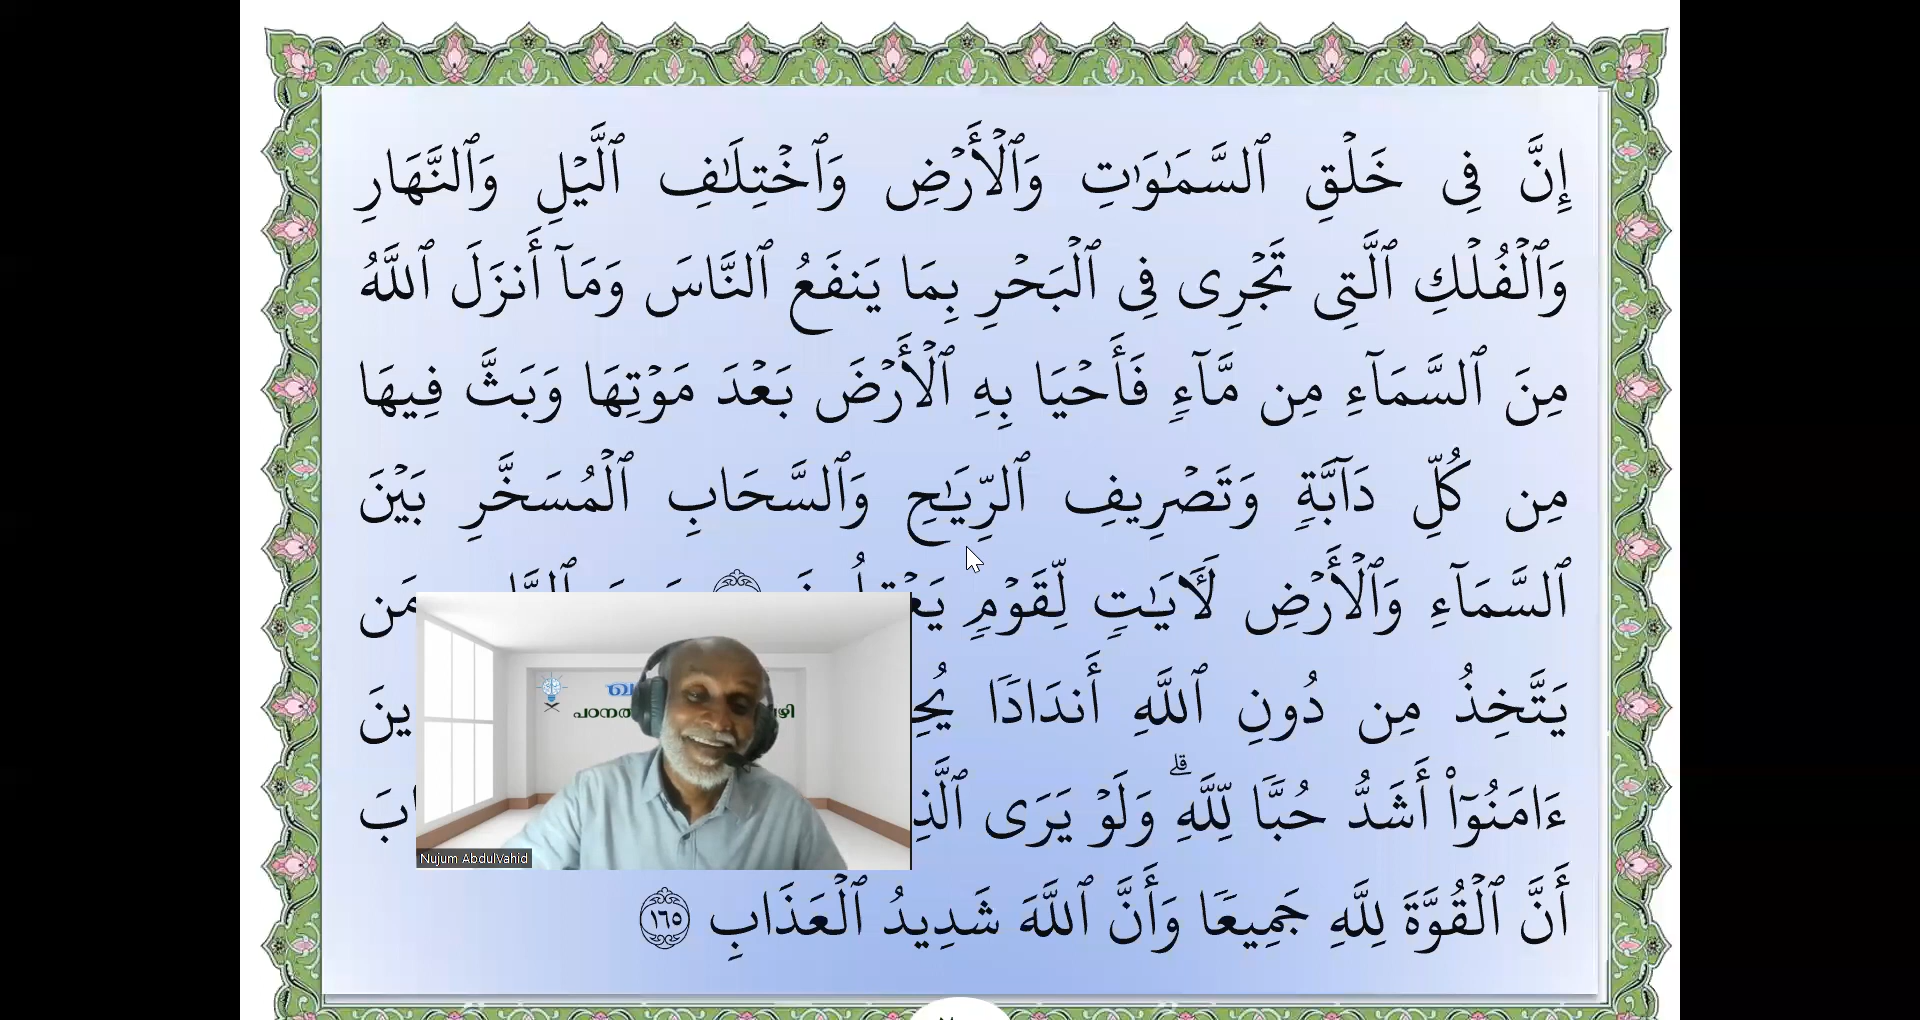 إِنَّ فِى خَلْقِ ٱلسَّمَـٰوَٰتِ وَٱلْأَرْضِ وَٱخْتِلَـٰفِ ٱلَّيْلِ وَٱلنَّهَارِ
وَٱلْفُلْكِ ٱلَّتِى تَجْرِى فِى ٱلْبَحْرِ بِمَا يَنفَعُ ٱلنَّاسَ وَمَآ أَنزَلَ ٱللَّهُ
مِنَ ٱلسَّمَآءِ مِن مَّآءٍ فَأَحْيَا بِهِ ٱلْأَرْضَ بَعْدَ مَوْتِهَا وَبَثَّ فِيهَا
مِن كُلِّ دَآبَّةٍ وَتَصْرِيفِ ٱلرِّيَـٰحِ وَٱلسَّحَابِ ٱلْمُسَخَّرِ بَيْنَ
ٱلسَّمَآءِ وَٱلْأَرْضِ لَـَٔايَـٰتٍ لِّقَوْمٍ مَن
يَتَّخِذُ مِن دُونِ ٱللَّهِ أَندَادًا
ءَامَنُوٓا۟ أَشَدُّ حُبًّا لِّلَّهِ ۗ وَلَوْ يَرَى
أَنَّ ٱلْقُوَّةَ لِلَّهِ جَمِيعًا وَأَنَّ ٱللَّهَ شَدِيدُ ٱلْعَذَابِ ١٦٥
Nujum AbdulVahid